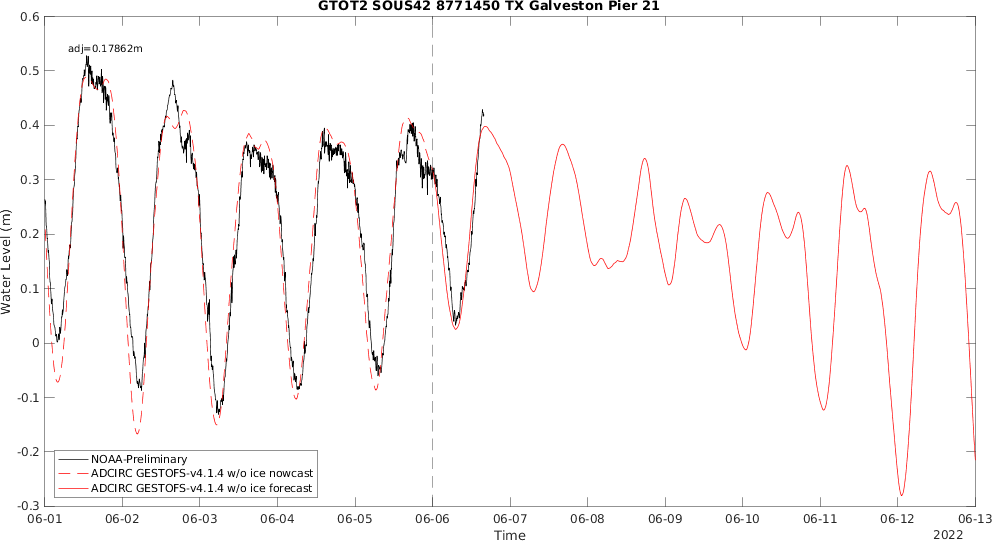 GTOT2 SOUS42 8771450 TX Galveston Pier 21
adj=0.17862m
0.6
0.5
0.4
0.3
0.2
0.1
0
-0.1
-0.2
-0.3
Water Level (m)
NOAA-Preliminary
ADCIRC GESTOFS-v4.1.4 w/o ice nowcast
ADCIRC GESTOFS-v4.1.4 w/o ice forecast
06-01 06-02 06-03 06-04 06-05 06-06 06-07 06-08 06-09 06-10 06-11 06-12 06-13
Time
2022